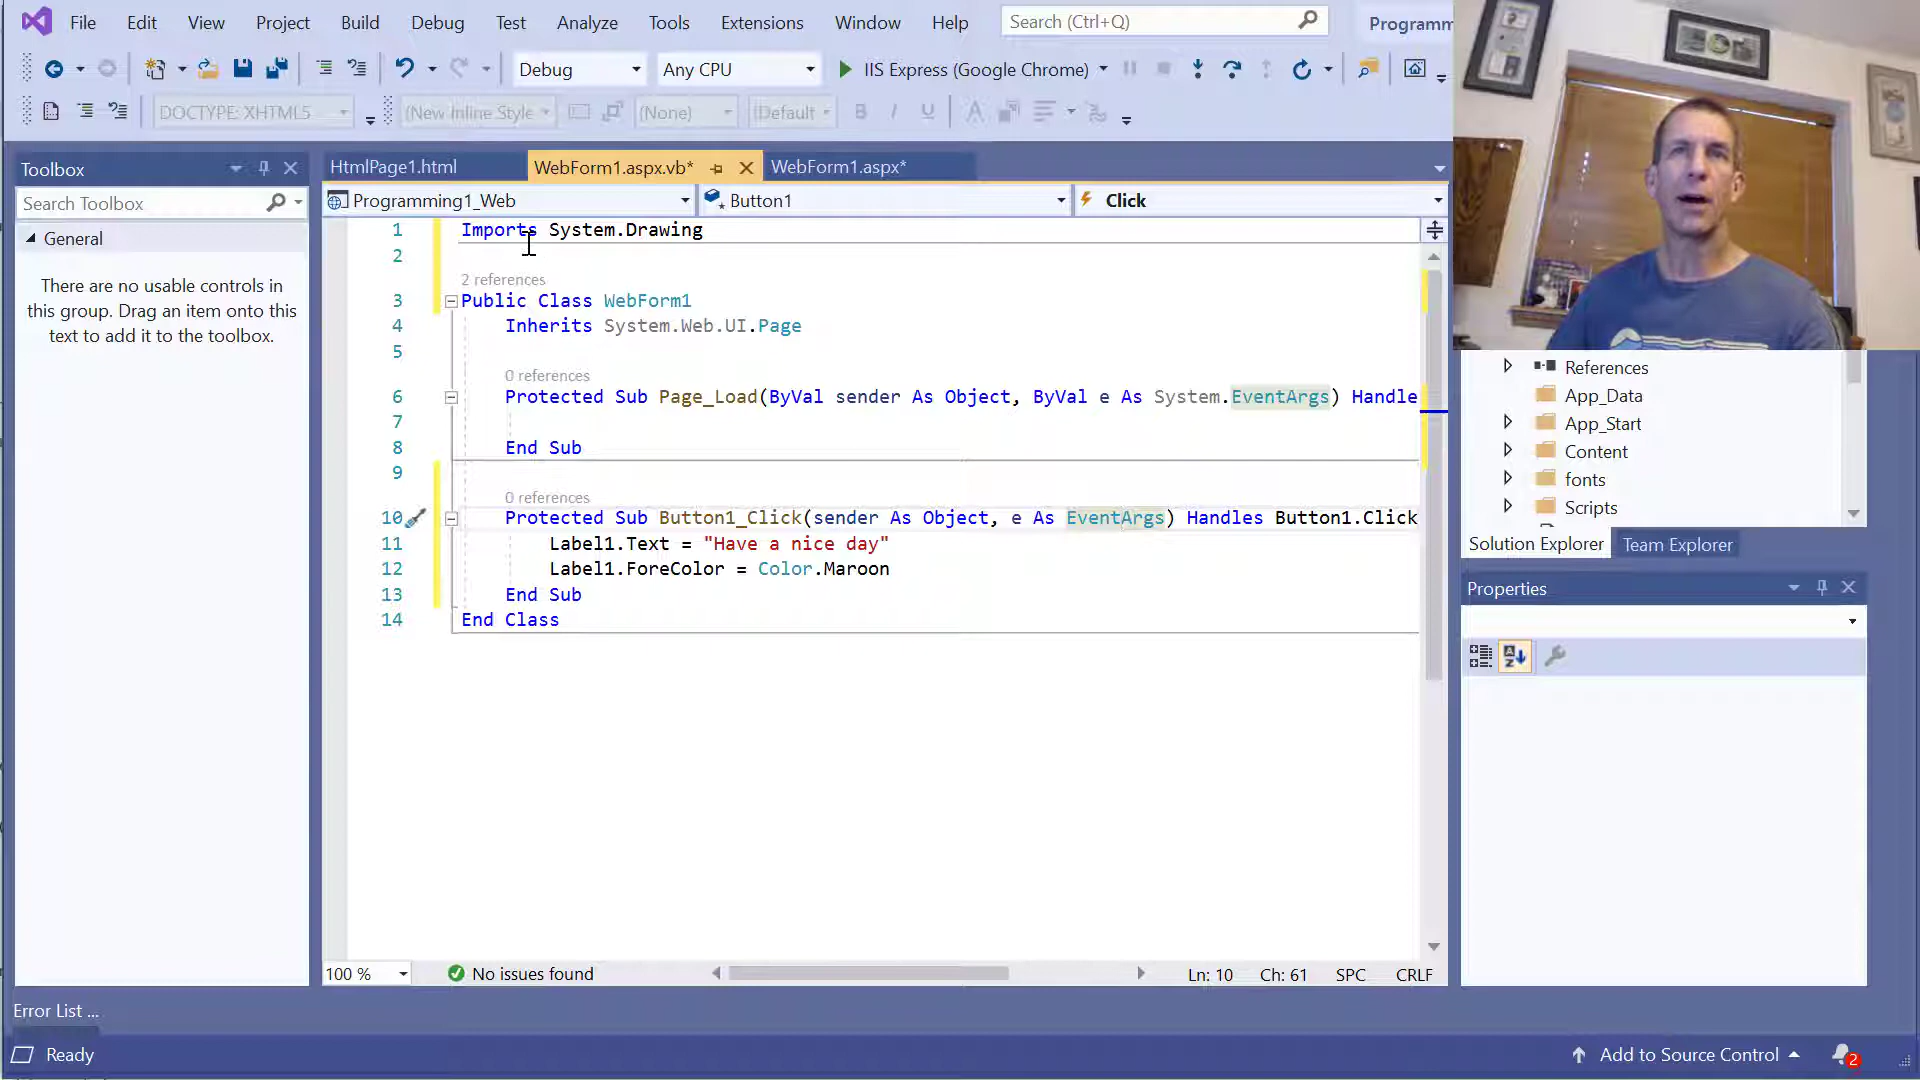 File Edit View Project Build Debug Test Analyze Tools Extensions Window Help Search (Ctrl+Q) Programm
Debug Any CPU IIS Express (Google Chrome)
DOCTYPE: XHTML5 (New Inline Style (None) (Default
Toolbox
Search Toolbox
General
There are no usable controls in
this group. Drag an item onto this
text to add it to the toolbox.
HtmlPage1.html WebForm1.aspx.vb* WebForm1.aspx*
Programming1_Web Button1 Click
1 Imports System.Drawing
2
2 references
3 Public Class WebForm1
4 Inherits System.Web.UI.Page
5
0 references
6 Protected Sub Page_Load(ByVal sender As Object, ByVal e As System.EventArgs) Handle
7
8 End Sub
9
0 references
10 Protected Sub Button1_Click(sender As Object, e As EventArgs) Handles Button1.Click
11 Label1.Text = "Have a nice day"
12 Label1.ForeColor = Color.Maroon
13 End Sub
14 End Class
100 % No issues found Ln: 10 Ch: 61 SPC CRLF
References
App_Data
App_Start
Content
fonts
Scripts
Solution Explorer Team Explorer
Properties
Error List ...
Ready Add to Source Control 2